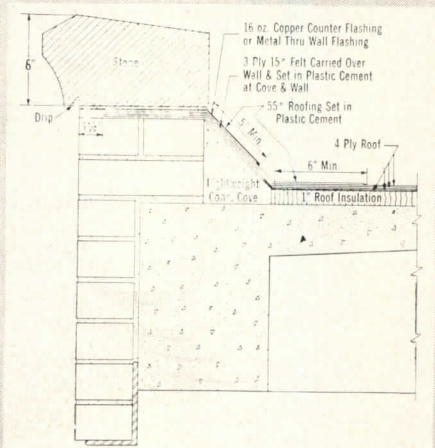 16 oz. Copper Counter Flashing
or Metal Thru Wall Flashing
3 Ply 15# Felt Carried Over
Wall & Set in Plastic Cement
at Cove & Wall
55# Roofing Set in
Plastic Cement
6"
Stone
5" Min.
4 Ply Roof
6" Min.
Drip
Lightweight
Conc. Cove
1" Roof Insulation